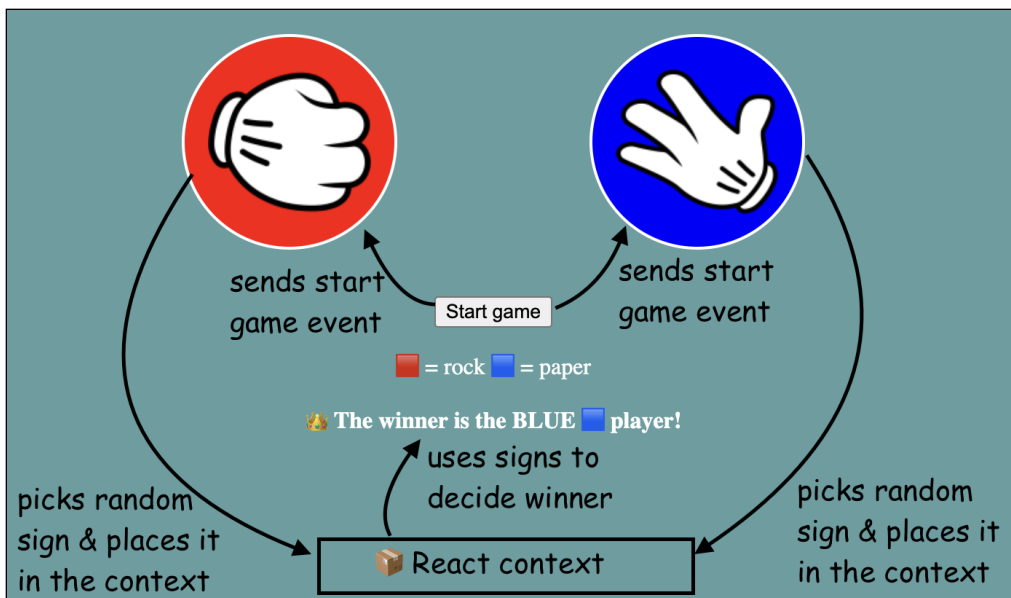 sends start
game event
sends start
game event
Start game
🟥 = rock 🟦 = paper
👑 The winner is the BLUE 🟦 player!
uses signs to
decide winner
picks random
sign & places it
in the context
picks random
sign & places it
in the context
📦 React context